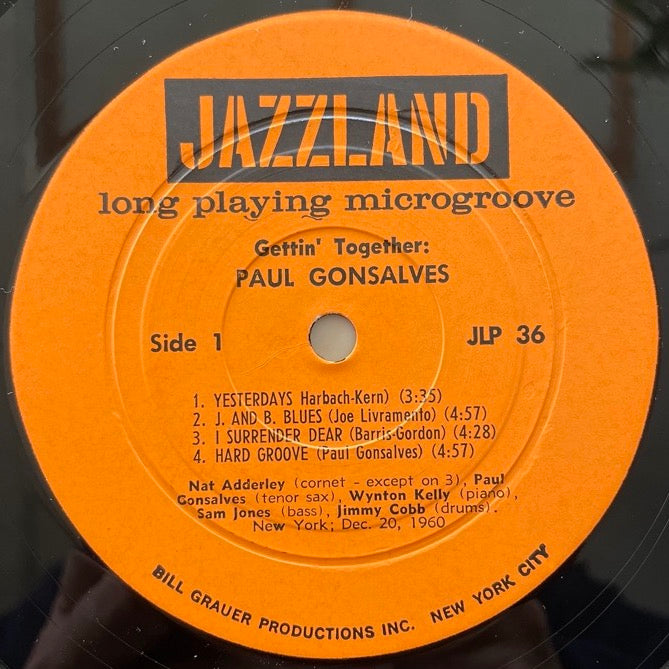 JAZZLAND
long playing microgroove
Gettin' Together:
PAUL GONSALVES
Side 1
JLP 36
1. YESTERDAYS Harbach-Kern) (3:35)
2. J. AND B. BLUES (Joe Livramento) (4:57)
3. I SURRENDER DEAR (Barris-Gordon) (4:28)
4. HARD GROOVE (Paul Gonsalves) (4:57)
Nat Adderley (cornet - except on 3), Paul
Gonsalves (tenor sax), Wynton Kelly (piano),
Sam Jones (bass), Jimmy Cobb (drums).
New York; Dec. 20, 1960
BILL GRAUER PRODUCTIONS INC. NEW YORK CITY